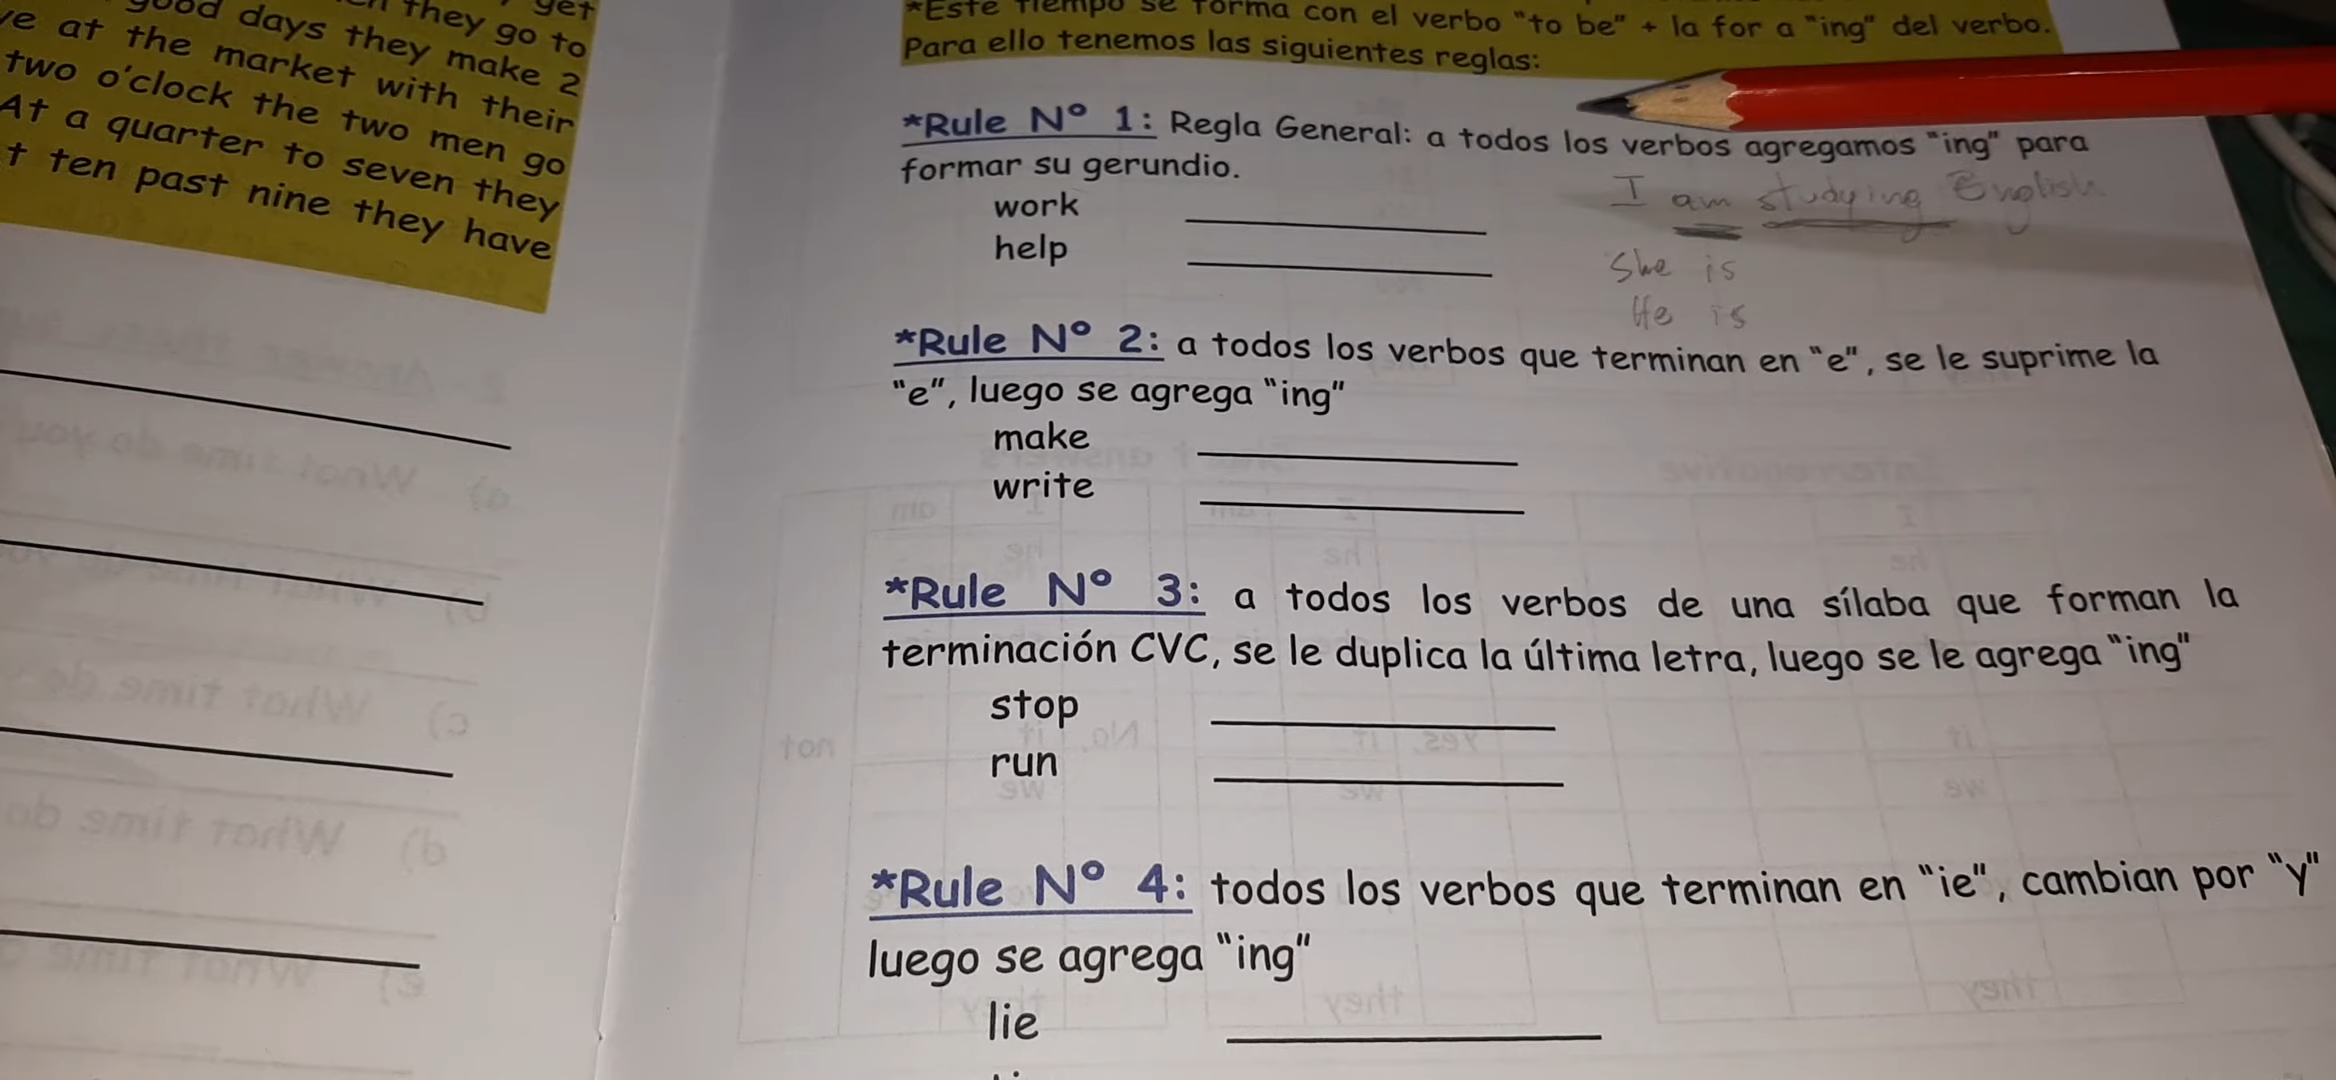 yet
they go to
good days they make 2
at the market with their
two o'clock the two men go
At a quarter to seven they
ten past nine they have
*Este tiempo se forma con el verbo "to be" + la for a "ing" del verbo.
Para ello tenemos las siguientes reglas:
*Rule Nº 1: Regla General: a todos los verbos agregamos "ing" para
formar su gerundio.
I am studying English
work
help
She is
He is
*Rule Nº 2: a todos los verbos que terminan en "e", se le suprime la
"e", luego se agrega "ing"
make
write
*Rule Nº 3: a todos los verbos de una sílaba que forman la
terminación CVC, se le duplica la última letra, luego se le agrega "ing"
stop
run
*Rule Nº 4: todos los verbos que terminan en "ie", cambian por "y"
luego se agrega "ing"
lie